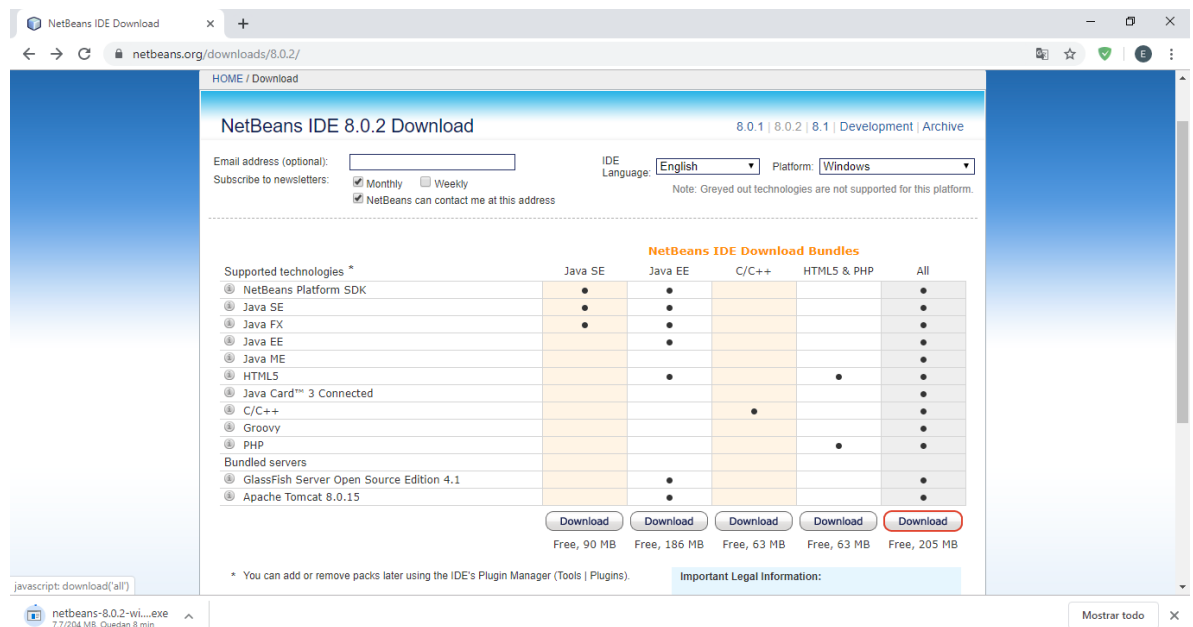 NetBeans IDE Download
netbeans.org/downloads/8.0.2/
E
HOME / Download
NetBeans IDE 8.0.2 Download
8.0.1 | 8.0.2 | 8.1 | Development | Archive
Email address (optional):
IDE Language: English
Platform: Windows
Subscribe to newsletters:
Monthly Weekly
Note: Greyed out technologies are not supported for this platform.
NetBeans can contact me at this address
NetBeans IDE Download Bundles
Supported technologies * Java SE Java EE C/C++ HTML5 & PHP All
NetBeans Platform SDK
Java SE
Java FX
Java EE
Java ME
HTML5
Java Card™ 3 Connected
C/C++
Groovy
PHP
Bundled servers
GlassFish Server Open Source Edition 4.1
Apache Tomcat 8.0.15
Download Download Download Download Download
Free, 90 MB Free, 186 MB Free, 63 MB Free, 63 MB Free, 205 MB
* You can add or remove packs later using the IDE's Plugin Manager (Tools | Plugins).
Important Legal Information:
javascript: download('all')
netbeans-8.0.2-wi....exe
7.7/204 MB, Quedan 8 min
Mostrar todo